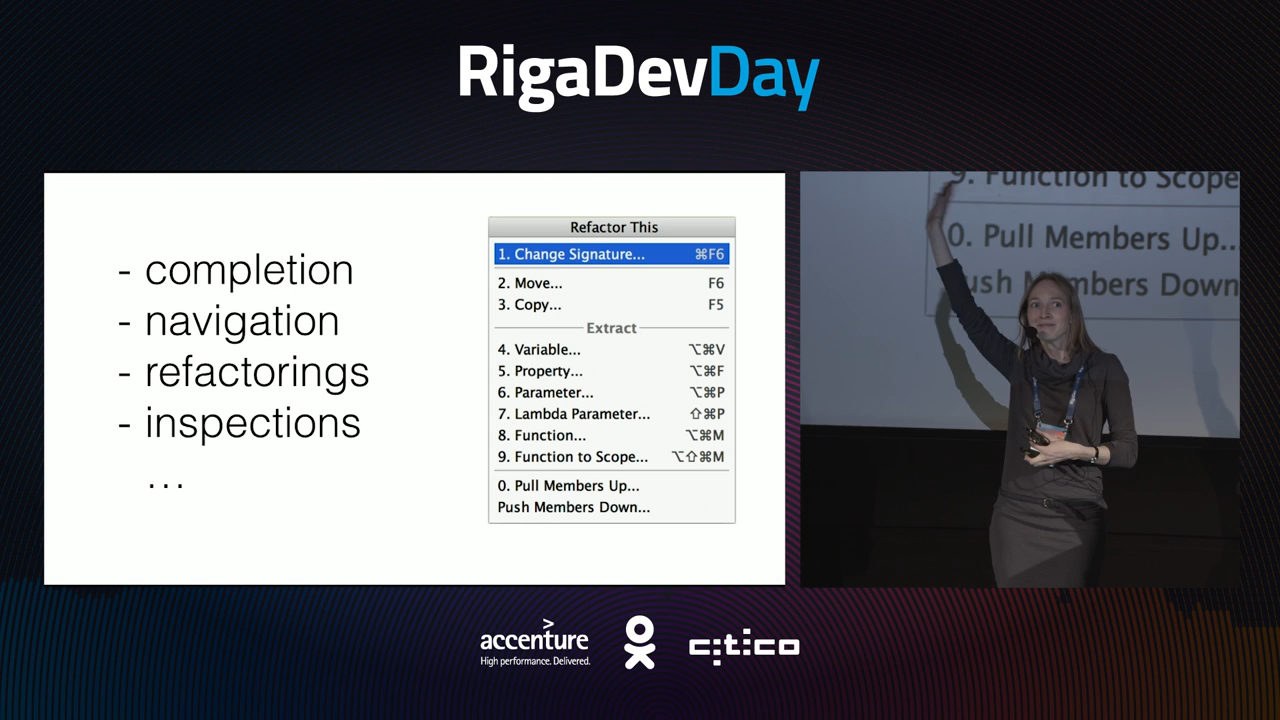 RigaDevDay
- completion
- navigation
- refactorings
- inspections
...
Refactor This
1. Change Signature... ⌘F6
2. Move... F6
3. Copy... F5
Extract
4. Variable... ⌥⌘V
5. Property... ⌥⌘F
6. Parameter... ⌥⌘P
7. Lambda Parameter... ⇧⌘P
8. Function... ⌥⌘M
9. Function to Scope... ⌥⇧⌘M
0. Pull Members Up...
Push Members Down...
9. Function to Scope
0. Pull Members Up..
Push Members Down
>
accenture
High performance. Delivered.
citico